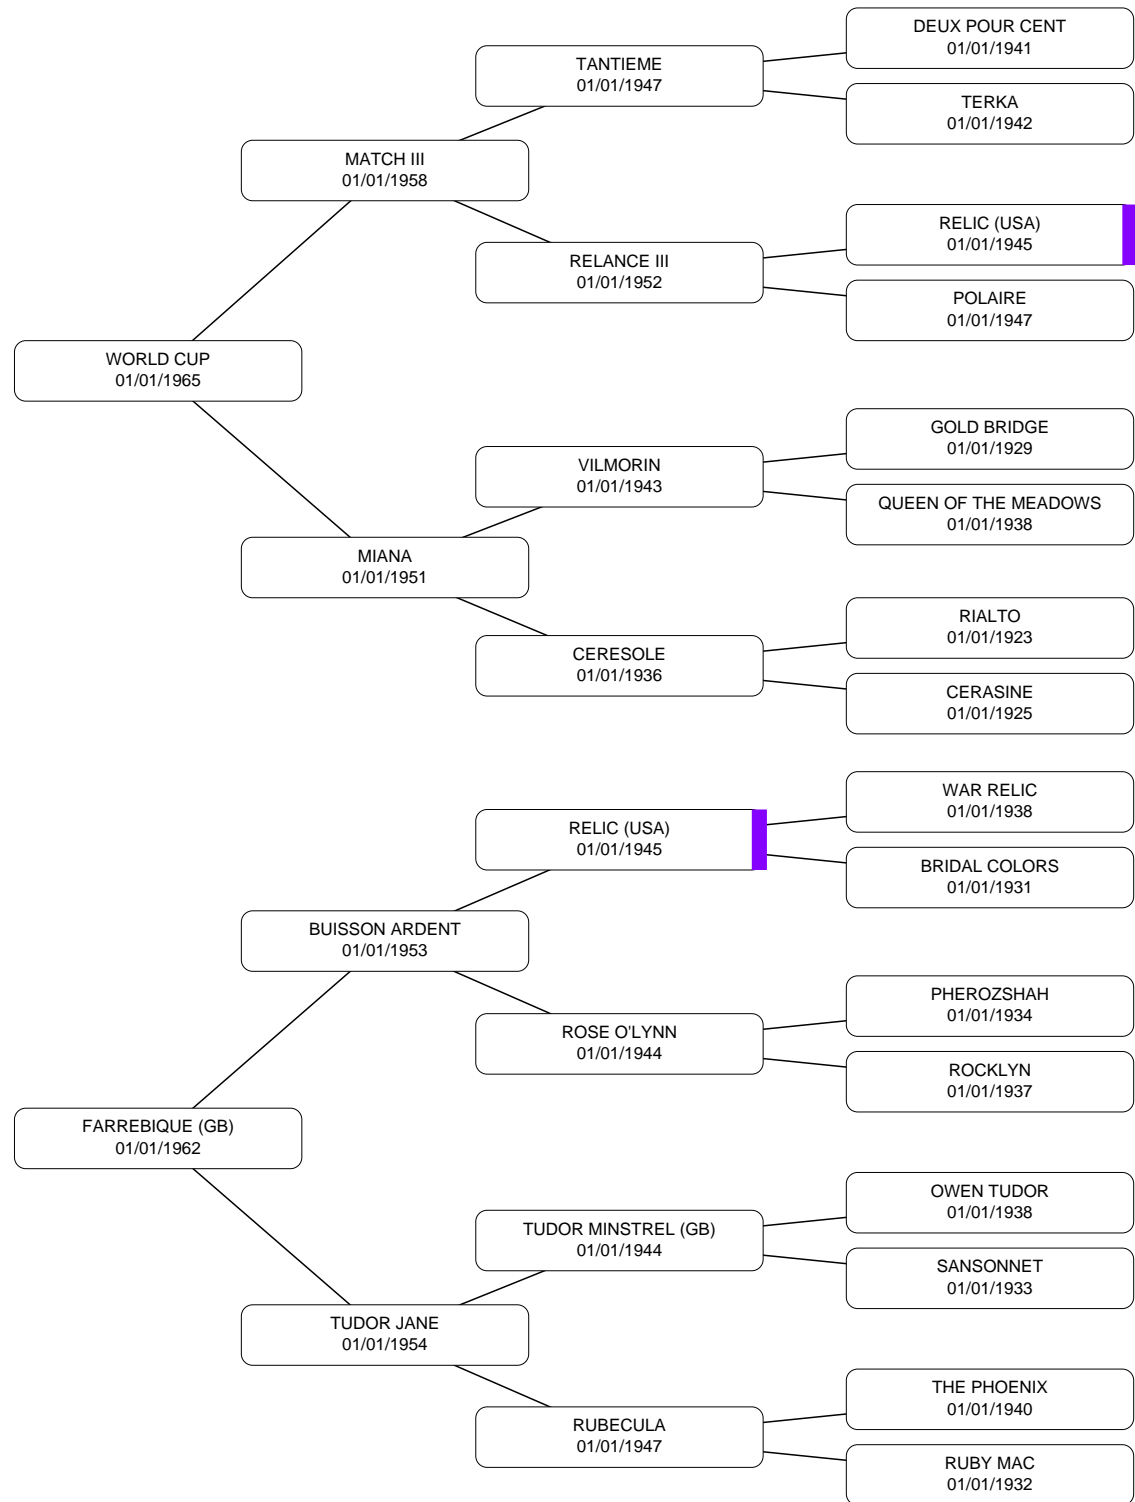 DEUX POUR CENT
01/01/1941
TANTIEME
01/01/1947
TERKA
01/01/1942
MATCH III
01/01/1958
RELIC (USA)
01/01/1945
RELANCE III
01/01/1952
POLAIRE
01/01/1947
WORLD CUP
01/01/1965
GOLD BRIDGE
01/01/1929
VILMORIN
01/01/1943
QUEEN OF THE MEADOWS
01/01/1938
MIANA
01/01/1951
RIALTO
01/01/1923
CERESOLE
01/01/1936
CERASINE
01/01/1925
WAR RELIC
01/01/1938
RELIC (USA)
01/01/1945
BRIDAL COLORS
01/01/1931
BUISSON ARDENT
01/01/1953
PHEROZSHAH
01/01/1934
ROSE O'LYNN
01/01/1944
ROCKLYN
01/01/1937
FARREBIQUE (GB)
01/01/1962
OWEN TUDOR
01/01/1938
TUDOR MINSTREL (GB)
01/01/1944
SANSONNET
01/01/1933
TUDOR JANE
01/01/1954
THE PHOENIX
01/01/1940
RUBECULA
01/01/1947
RUBY MAC
01/01/1932